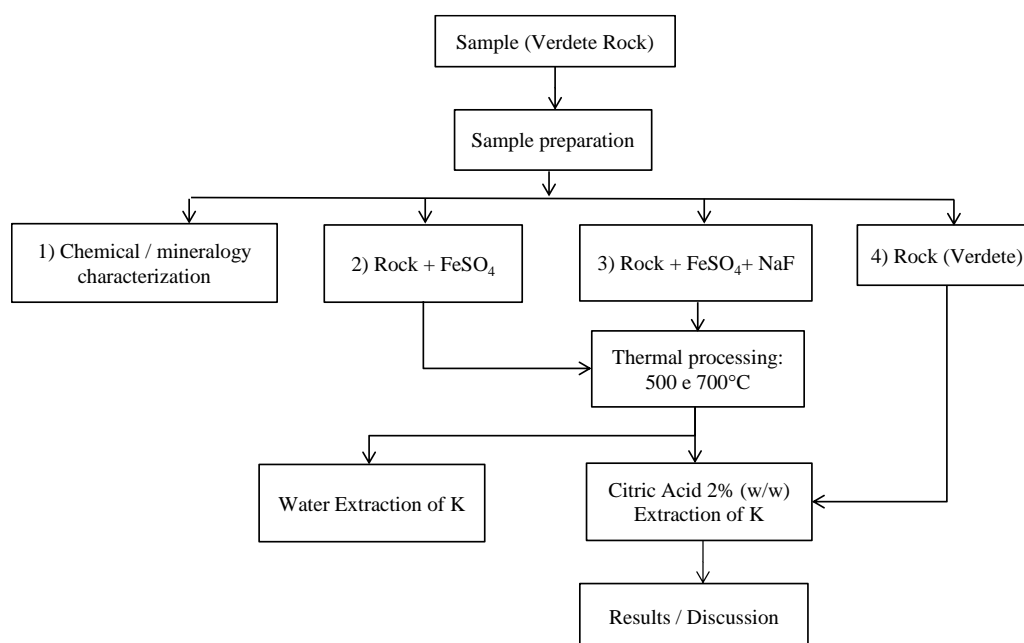 Sample (Verdete Rock)
Sample preparation
1) Chemical / mineralogy
characterization
2) Rock + FeSO₄
3) Rock + FeSO₄+ NaF
4) Rock (Verdete)
Thermal processing:
500 e 700°C
Water Extraction of K
Citric Acid 2% (w/w)
Extraction of K
Results / Discussion